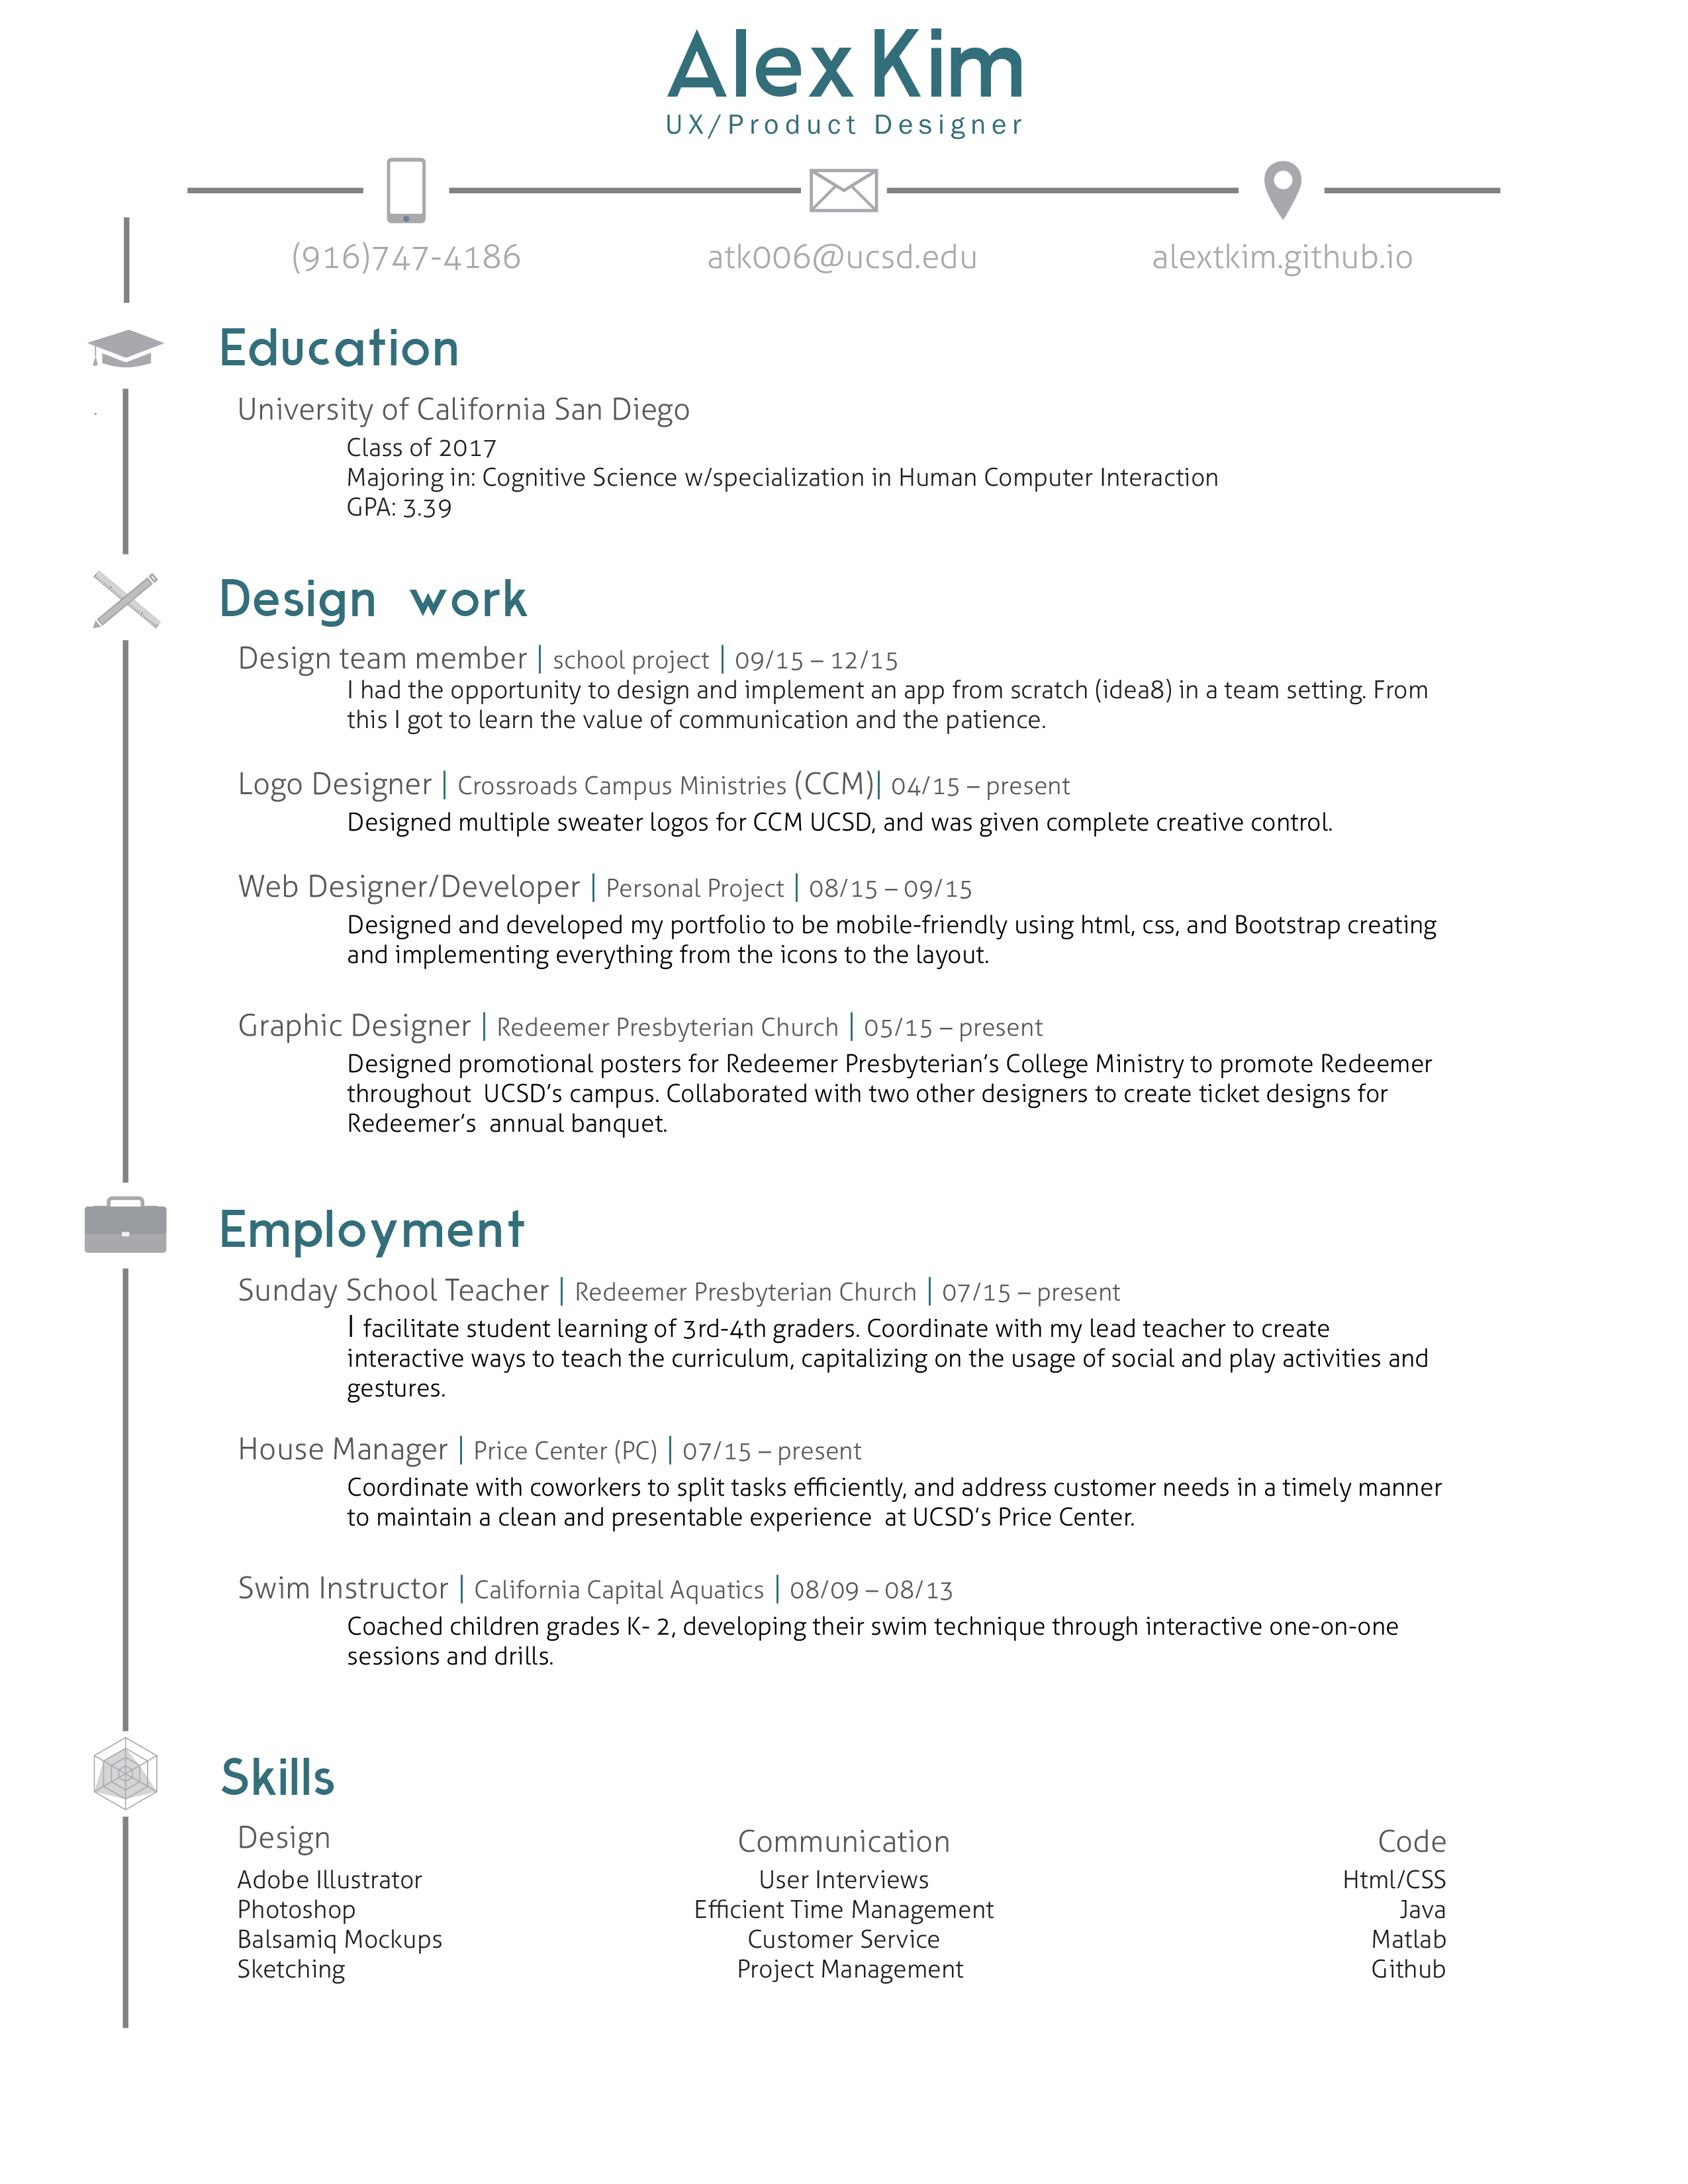 Alex Kim
UX/Product Designer
(916)747-4186
atk006@ucsd.edu
alextkim.github.io
Education
University of California San Diego
Class of 2017
Majoring in: Cognitive Science w/specialization in Human Computer Interaction
GPA: 3.39
Design work
Design team member | school project | 09/15 – 12/15
I had the opportunity to design and implement an app from scratch (idea8) in a team setting. From
this I got to learn the value of communication and the patience.
Logo Designer | Crossroads Campus Ministries (CCM)| 04/15 – present
Designed multiple sweater logos for CCM UCSD, and was given complete creative control.
Web Designer/Developer | Personal Project | 08/15 – 09/15
Designed and developed my portfolio to be mobile-friendly using html, css, and Bootstrap creating
and implementing everything from the icons to the layout.
Graphic Designer | Redeemer Presbyterian Church | 05/15 – present
Designed promotional posters for Redeemer Presbyterian’s College Ministry to promote Redeemer
throughout  UCSD’s campus. Collaborated with two other designers to create ticket designs for
Redeemer’s  annual banquet.
Employment
Sunday School Teacher | Redeemer Presbyterian Church | 07/15 – present
I facilitate student learning of 3rd-4th graders. Coordinate with my lead teacher to create
interactive ways to teach the curriculum, capitalizing on the usage of social and play activities and
gestures.
House Manager | Price Center (PC) | 07/15 – present
Coordinate with coworkers to split tasks efficiently, and address customer needs in a timely manner
to maintain a clean and presentable experience  at UCSD’s Price Center.
Swim Instructor | California Capital Aquatics | 08/09 – 08/13
Coached children grades K- 2, developing their swim technique through interactive one-on-one
sessions and drills.
Skills
Design
Adobe Illustrator
Photoshop
Balsamiq Mockups
Sketching
Communication
User Interviews
Efficient Time Management
Customer Service
Project Management
Code
Html/CSS
Java
Matlab
Github